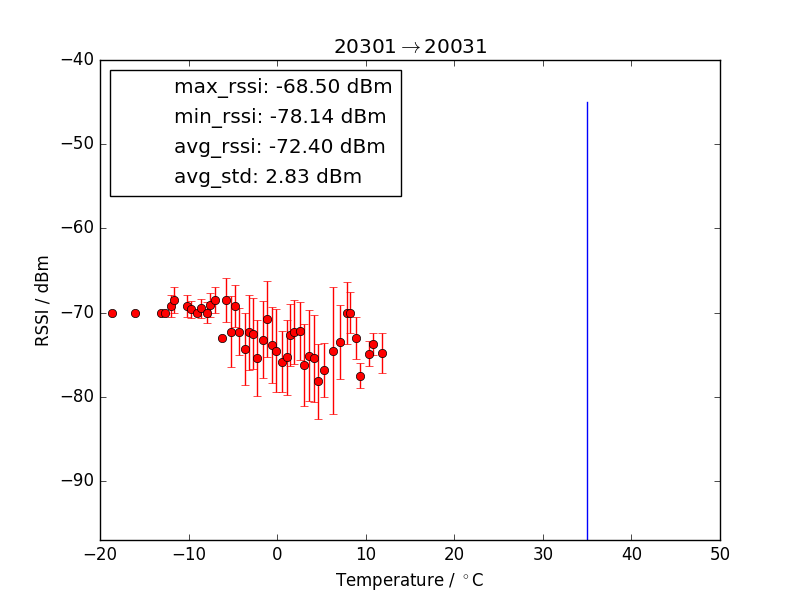 20301→20031
max_rssi: -68.50 dBm
min_rssi: -78.14 dBm
avg_rssi: -72.40 dBm
avg_std: 2.83 dBm
−40
−50
−60
−70
−80
−90
RSSI / dBm
−20 −10 0 10 20 30 40 50
Temperature / °C